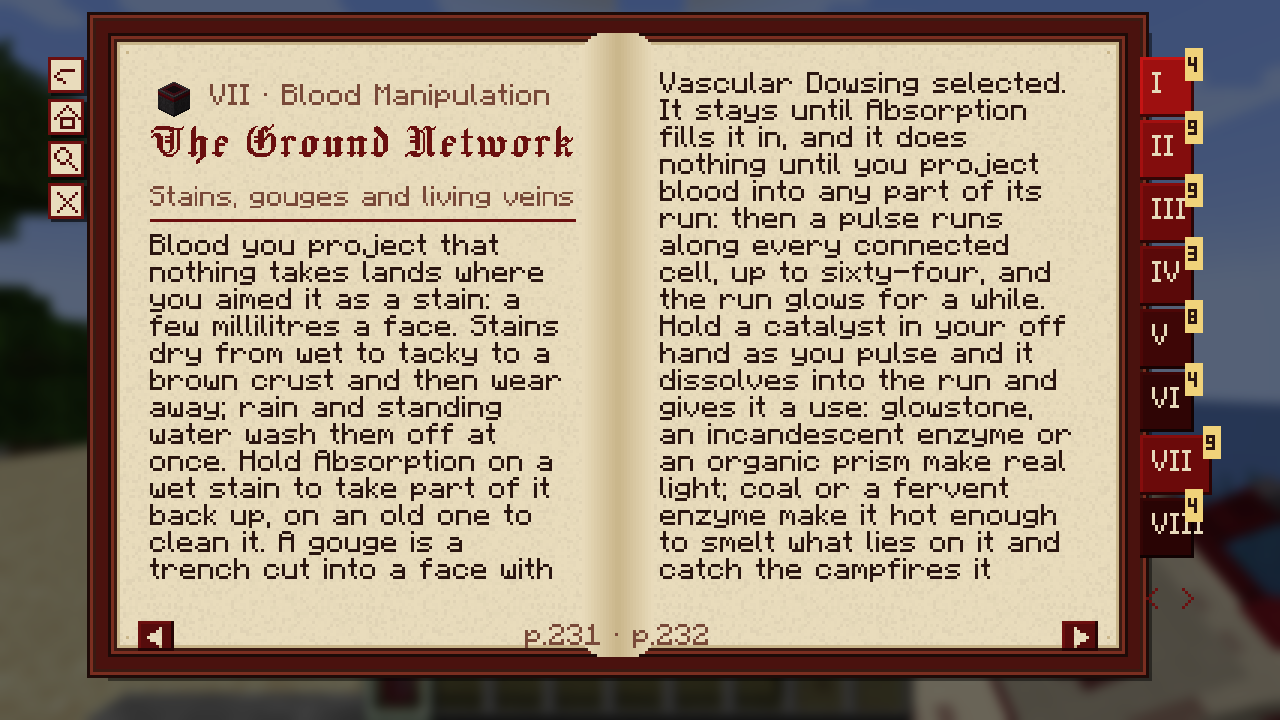 VII · Blood Manipulation
The Ground Network
Stains, gouges and living veins
Blood you project that
nothing takes lands where
you aimed it as a stain: a
few millilitres a face. Stains
dry from wet to tacky to a
brown crust and then wear
away; rain and standing
water wash them off at
once. Hold Absorption on a
wet stain to take part of it
back up, on an old one to
clean it. A gouge is a
trench cut into a face with
Vascular Dowsing selected.
It stays until Absorption
fills it in, and it does
nothing until you project
blood into any part of its
run: then a pulse runs
along every connected
cell, up to sixty-four, and
the run glows for a while.
Hold a catalyst in your off
hand as you pulse and it
dissolves into the run and
gives it a use: glowstone,
an incandescent enzyme or
an organic prism make real
light; coal or a fervent
enzyme make it hot enough
to smelt what lies on it and
catch the campfires it
p.231 · p.232
I 4
II 9
III 9
IV 3
V 8
VI 4
VII 9
VIII 4